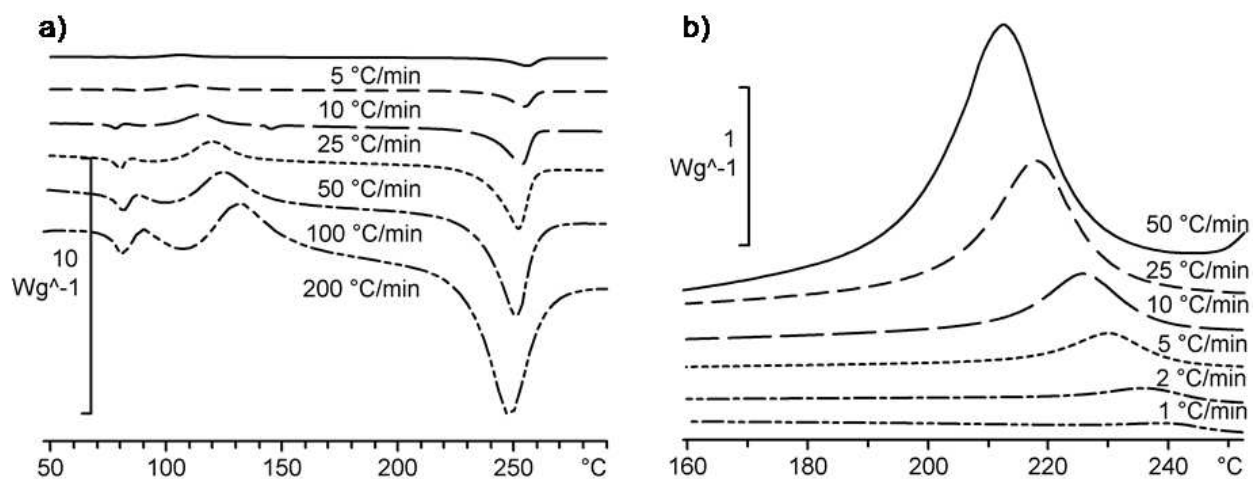 a)
5 °C/min
10 °C/min
25 °C/min
50 °C/min
100 °C/min
200 °C/min
10
Wg^-1
50 100 150 200 250 °C
b)
1
Wg^-1
50 °C/min
25 °C/min
10 °C/min
5 °C/min
2 °C/min
1 °C/min
160 180 200 220 240 °C